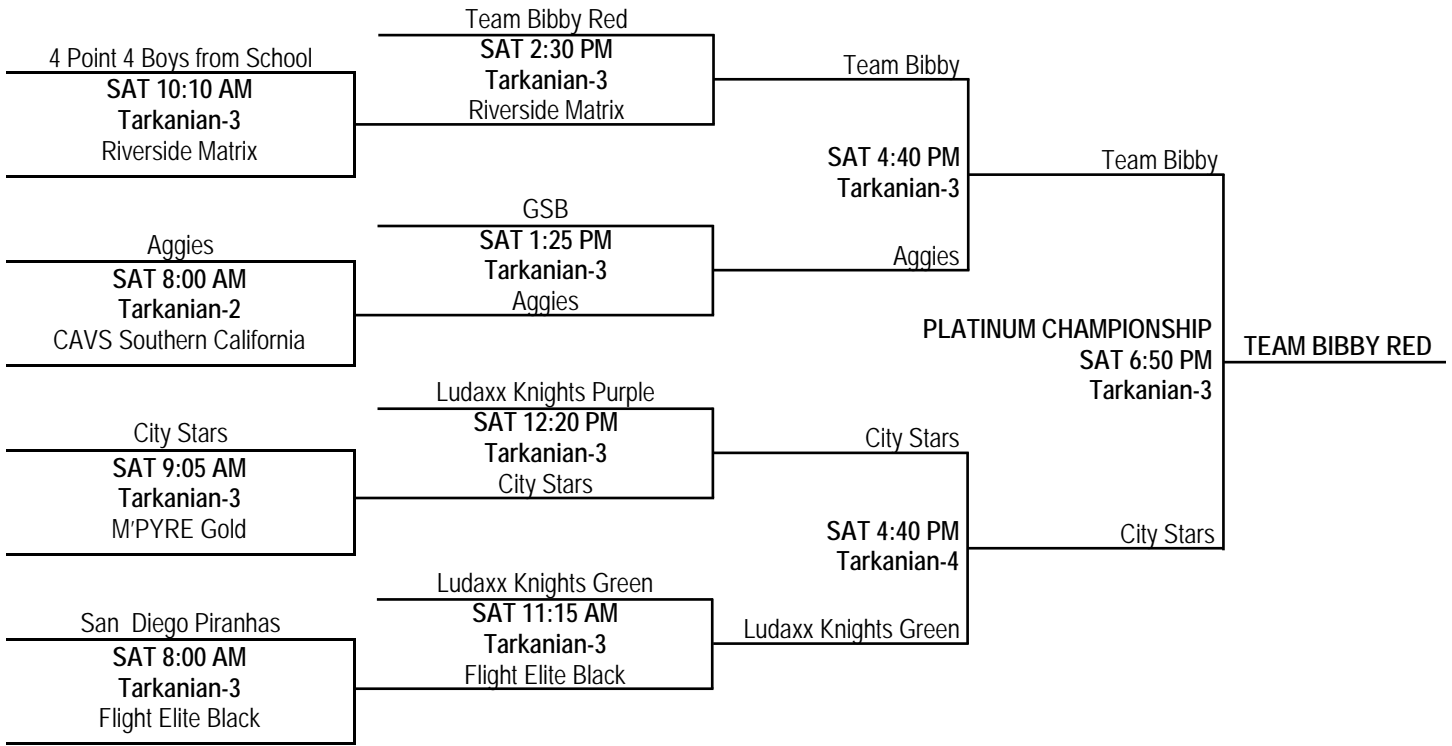 4 Point 4 Boys from School
SAT 10:10 AM
Tarkanian-3
Riverside Matrix
Aggies
SAT 8:00 AM
Tarkanian-2
CAVS Southern California
City Stars
SAT 9:05 AM
Tarkanian-3
M'PYRE Gold
San  Diego Piranhas
SAT 8:00 AM
Tarkanian-3
Flight Elite Black
Team Bibby Red
SAT 2:30 PM
Tarkanian-3
Riverside Matrix
GSB
SAT 1:25 PM
Tarkanian-3
Aggies
Ludaxx Knights Purple
SAT 12:20 PM
Tarkanian-3
City Stars
Ludaxx Knights Green
SAT 11:15 AM
Tarkanian-3
Flight Elite Black
Team Bibby
SAT 4:40 PM
Tarkanian-3
Aggies
City Stars
SAT 4:40 PM
Tarkanian-4
Ludaxx Knights Green
Team Bibby
PLATINUM CHAMPIONSHIP
SAT 6:50 PM
Tarkanian-3
City Stars
TEAM BIBBY RED